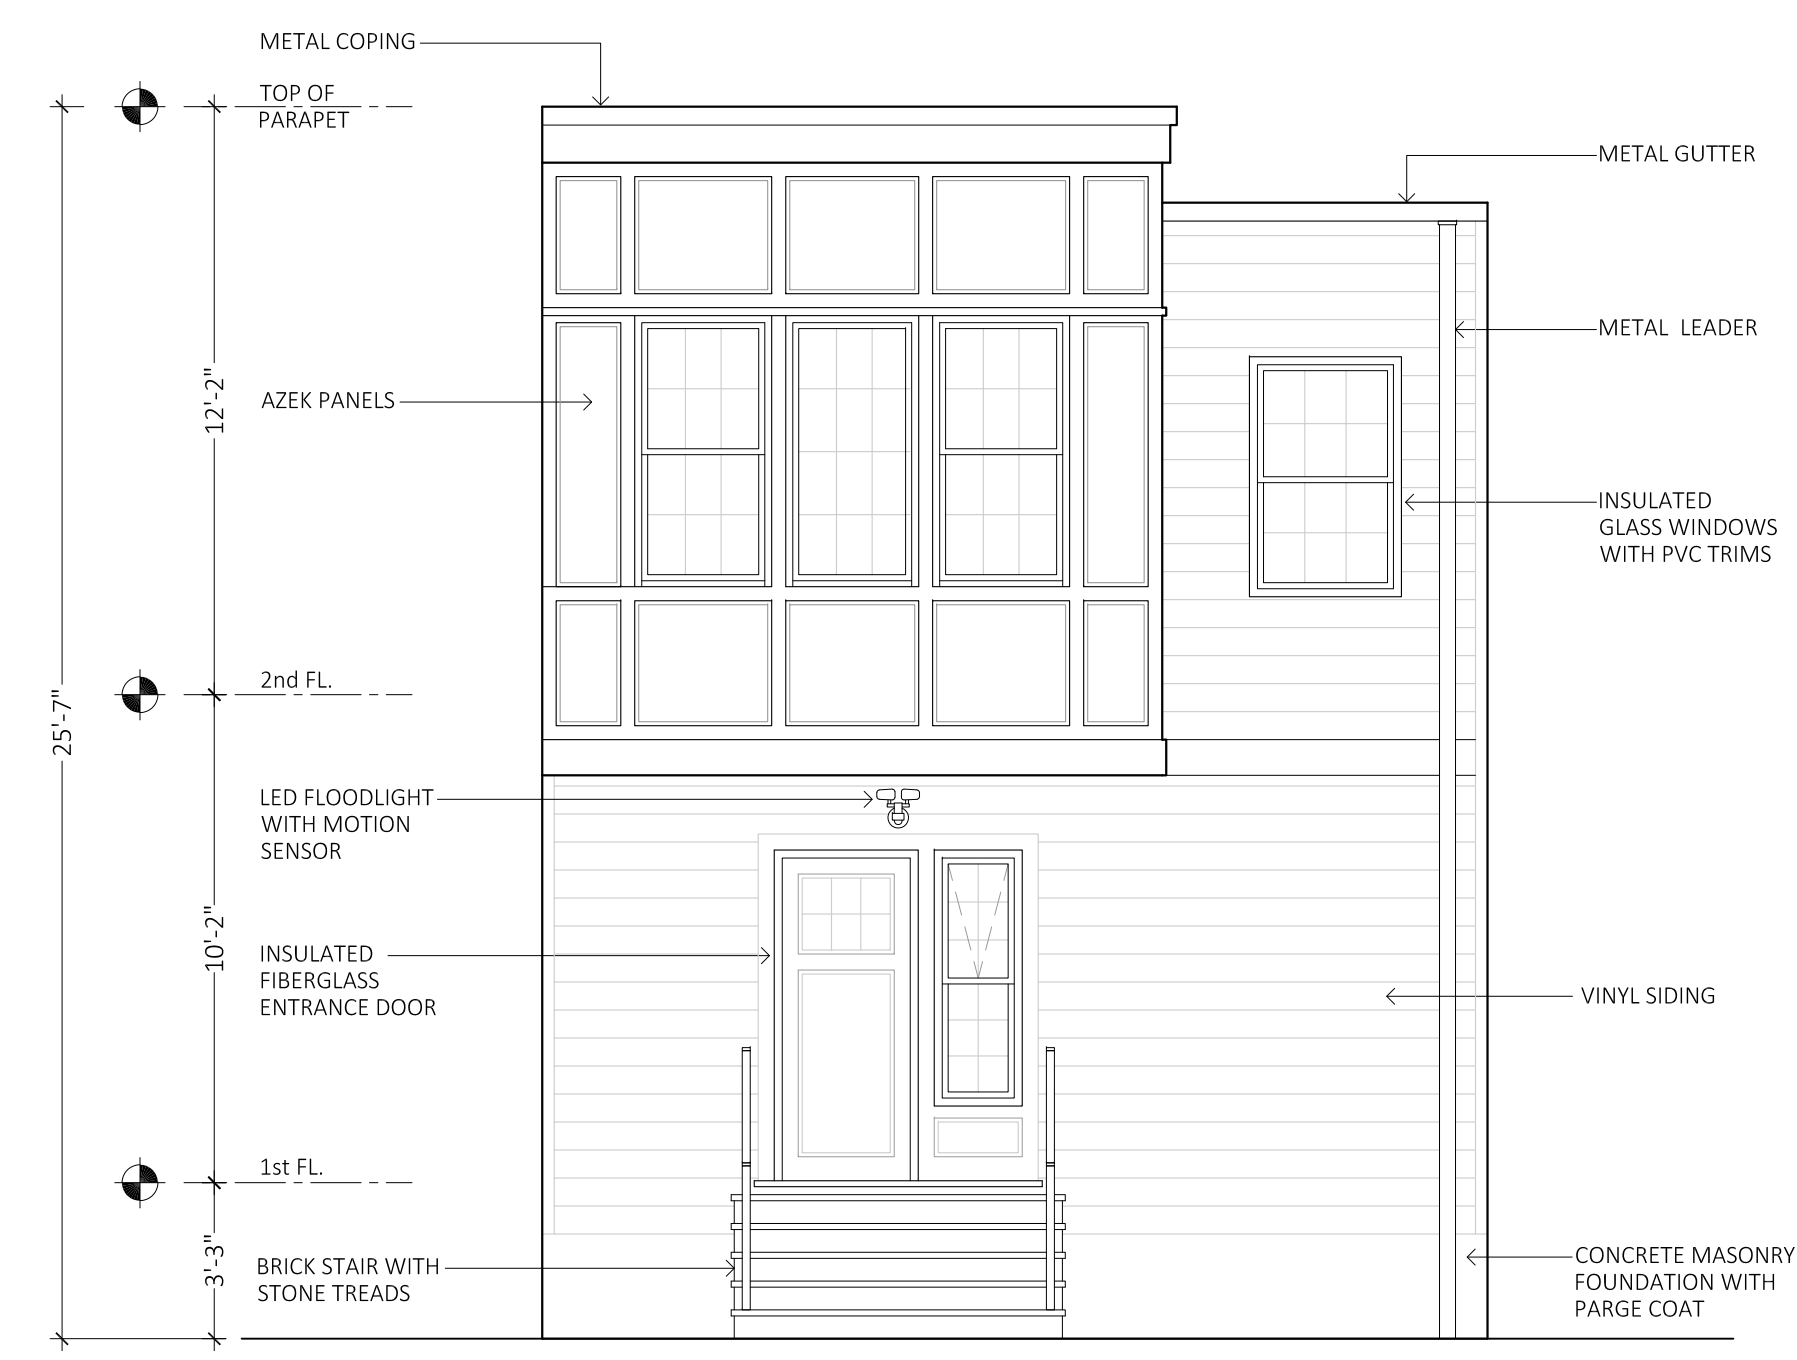 METAL COPING
TOP OF
PARAPET
METAL GUTTER
METAL LEADER
12'-2"
AZEK PANELS
INSULATED
GLASS WINDOWS
WITH PVC TRIMS
2nd FL.
25'-7"
LED FLOODLIGHT
WITH MOTION
SENSOR
10'-2"
INSULATED
FIBERGLASS
ENTRANCE DOOR
VINYL SIDING
1st FL.
3'-3"
BRICK STAIR WITH
STONE TREADS
CONCRETE MASONRY
FOUNDATION WITH
PARGE COAT